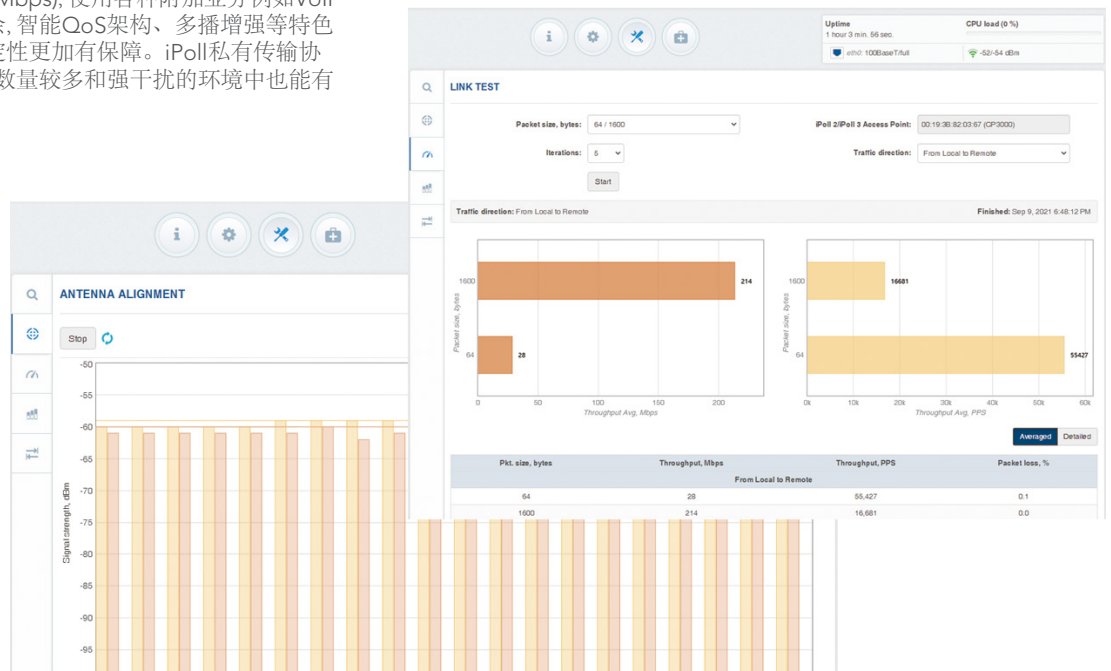 Mbps), 使用各种附加业务例如VoIP
智能QoS架构、多播增强等特色
定性更加有保障。iPoll私有传输协
数量较多和强干扰的环境中也能有
Uptime
1 hour 3 min. 56 sec.
CPU load (0 %)
eth0: 100BaseT/full
-52/-54 dBm
LINK TEST
Packet size, bytes: 64 / 1600
iPoll 2/iPoll 3 Access Point: 00:19:3B:82:03:67 (CP3000)
Iterations: 5
Traffic direction: From Local to Remote
Start
Traffic direction: From Local to Remote
Finished: Sep 9, 2021 6:48:12 PM
Packet size, bytes
1600
64
214
28
0 50 100 150 200
Throughput Avg, Mbps
Packet size, bytes
1600
64
16681
55427
0k 10k 20k 30k 40k 50k 60k
Throughput Avg, PPS
Averaged Detailed
Pkt. size, bytes Throughput, Mbps Throughput, PPS Packet loss, %
From Local to Remote
64 28 55,427 0.1
1600 214 16,681 0.0
ANTENNA ALIGNMENT
Stop
Signal strength, dBm
-50
-55
-60
-65
-70
-75
-80
-85
-90
-95